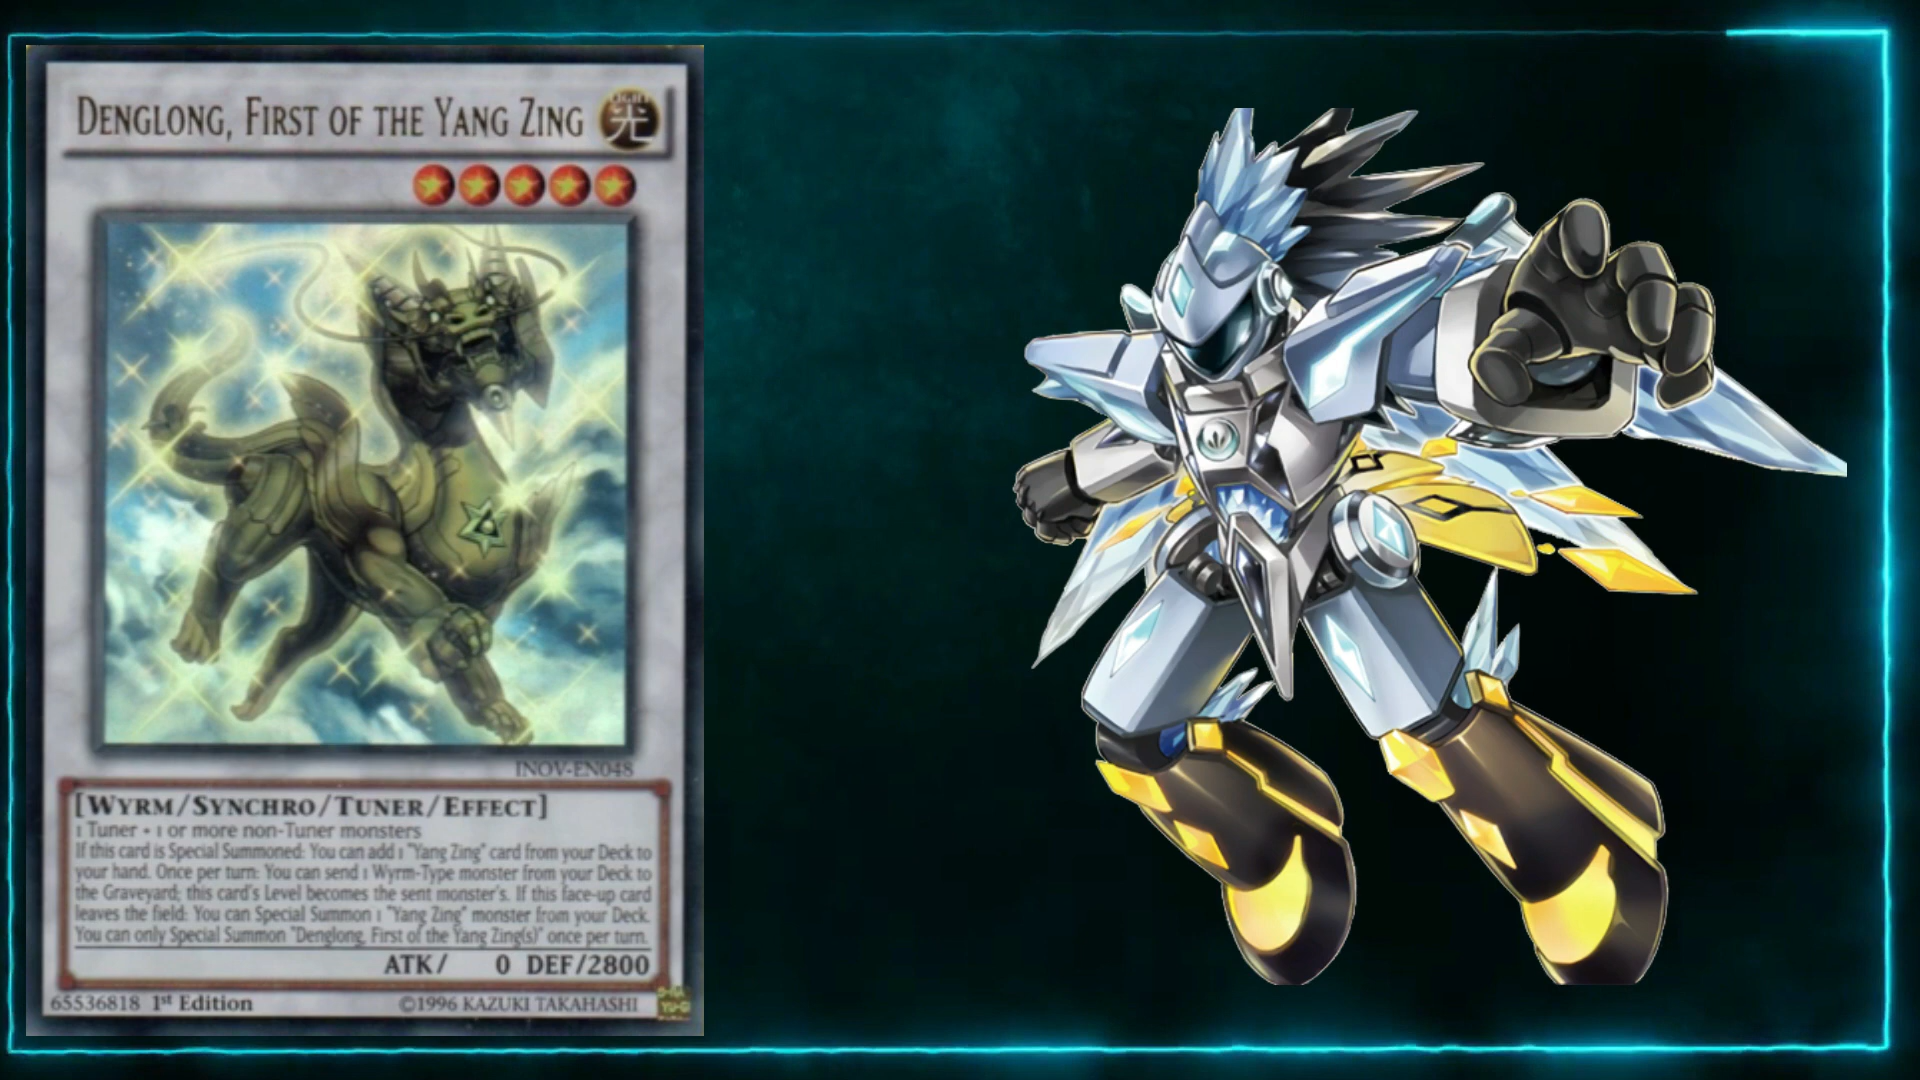 DENGLONG, FIRST OF THE YANG ZING
光
INOV-EN048
[WYRM/SYNCHRO/TUNER/EFFECT]
1 Tuner + 1 or more non-Tuner monsters
If this card is Special Summoned: You can add 1 "Yang Zing" card from your Deck to
your hand. Once per turn: You can send 1 Wyrm-Type monster from your Deck to
the Graveyard; this card's Level becomes the sent monster's. If this face-up card
leaves the field: You can Special Summon 1 "Yang Zing" monster from your Deck.
You can only Special Summon "Denglong, First of the Yang Zing(s)" once per turn.
ATK/ 0 DEF/2800
65536818 1st Edition ©1996 KAZUKI TAKAHASHI